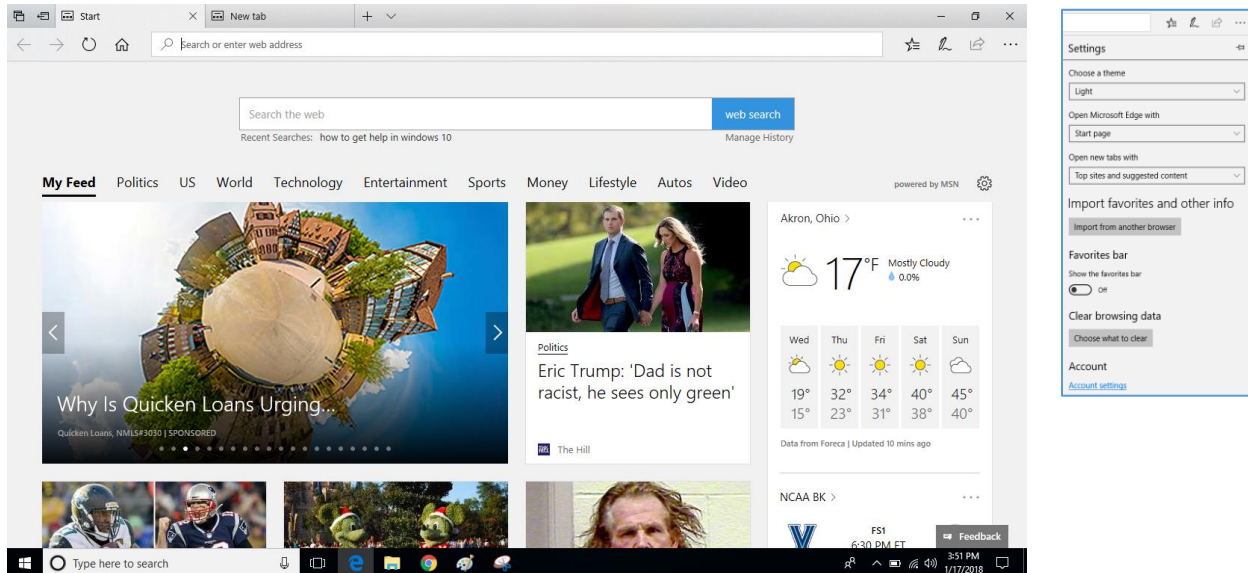 Start
New tab
Search or enter web address
Search the web
web search
Recent Searches: how to get help in windows 10
Manage History
My Feed Politics US World Technology Entertainment Sports Money Lifestyle Autos Video
powered by MSN
Why Is Quicken Loans Urging...
Quicken Loans, NMLS#3030 | SPONSORED
Politics
Eric Trump: 'Dad is not
racist, he sees only green'
The Hill
Akron, Ohio >
17°F
Mostly Cloudy
0.0%
Wed Thu Fri Sat Sun
19° 32° 34° 40° 45°
15° 23° 31° 38° 40°
Data from Foreca | Updated 10 mins ago
NCAA BK >
FS1
6:30 PM ET
Feedback
Type here to search
3:51 PM
1/17/2018
Settings
Choose a theme
Light
Open Microsoft Edge with
Start page
Open new tabs with
Top sites and suggested content
Import favorites and other info
Import from another browser
Favorites bar
Show the favorites bar
Off
Clear browsing data
Choose what to clear
Account
Account settings